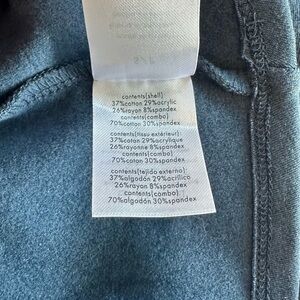 contents(shell)
37%cotton 29%acrylic
26%rayon 8%spandex
contents(combo)
70%cotton 30%spandex
contents(tissu extérieur):
37%coton 29%acrylique
26%rayonne 8%spandex
contents(combo)
70%coton 30%spandex
contents(tejido externo):
37%algodón 29%acrílico
26%rayon 8%spandex
contents(combo)
70%algodón 30%spandex